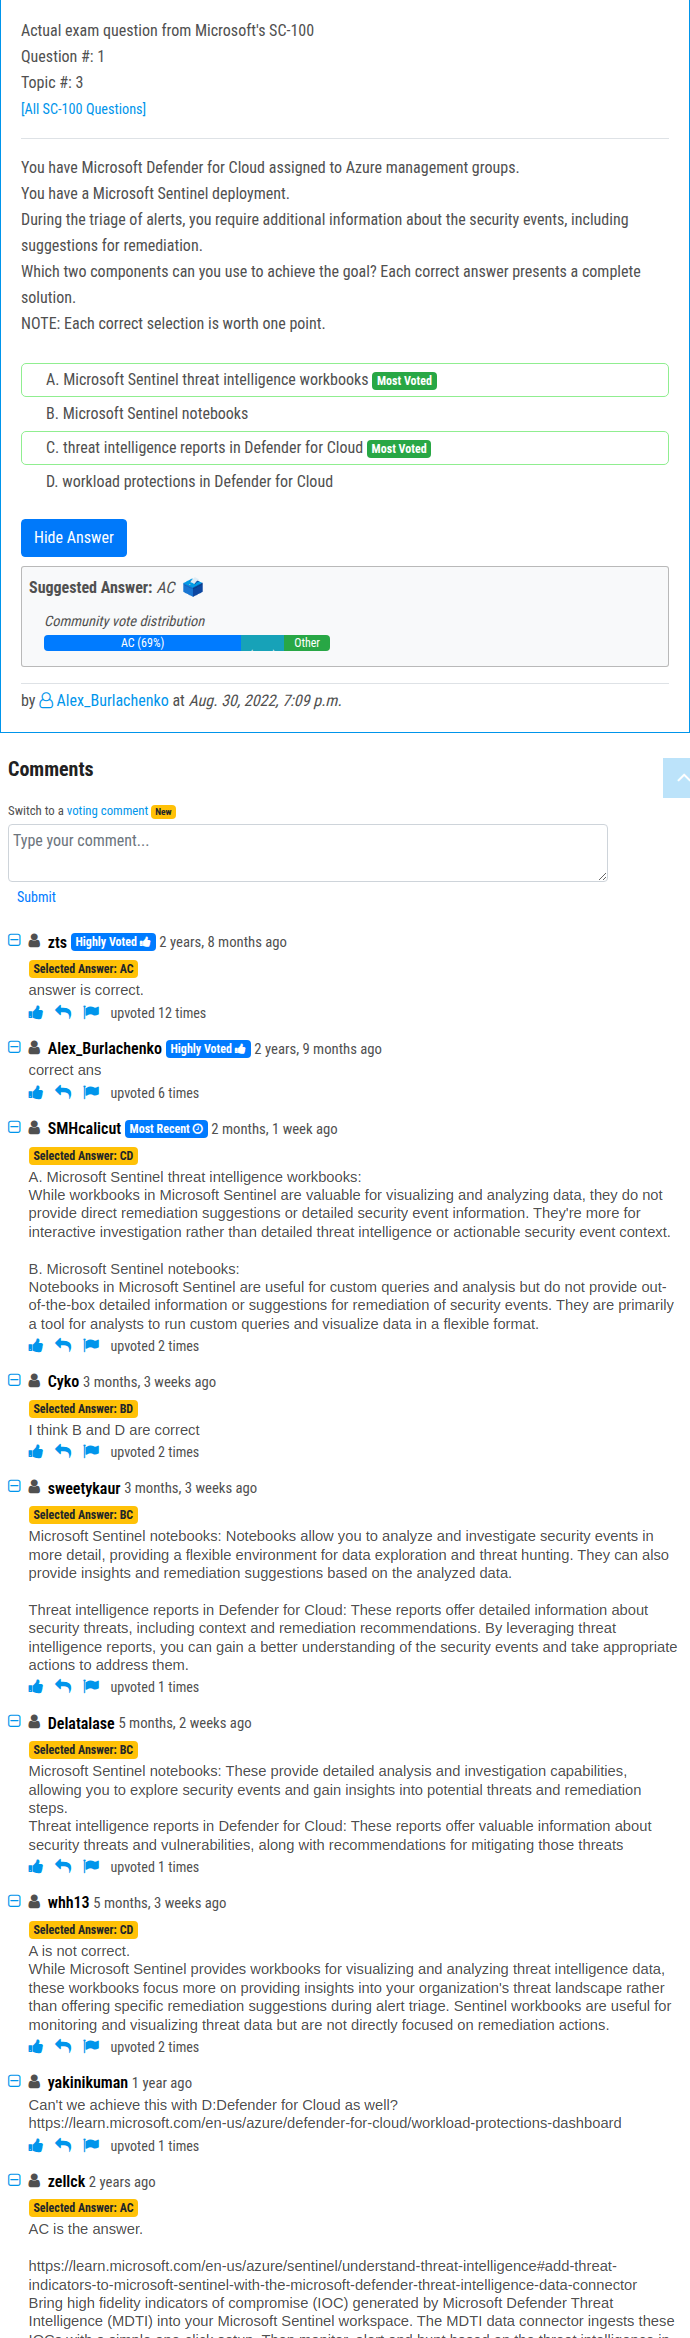 Actual exam question from Microsoft's SC-100
Question #: 1
Topic #: 3
[All SC-100 Questions]
You have Microsoft Defender for Cloud assigned to Azure management groups.
You have a Microsoft Sentinel deployment.
During the triage of alerts, you require additional information about the security events, including
suggestions for remediation.
Which two components can you use to achieve the goal? Each correct answer presents a complete
solution.
NOTE: Each correct selection is worth one point.
A. Microsoft Sentinel threat intelligence workbooks Most Voted
B. Microsoft Sentinel notebooks
C. threat intelligence reports in Defender for Cloud Most Voted
D. workload protections in Defender for Cloud
Hide Answer
Suggested Answer: AC
Community vote distribution
AC (69%) Other
by Alex_Burlachenko at Aug. 30, 2022, 7:09 p.m.
Comments
Switch to a voting comment New
Type your comment...
Submit
zts Highly Voted 2 years, 8 months ago
Selected Answer: AC
answer is correct.
upvoted 12 times
Alex_Burlachenko Highly Voted 2 years, 9 months ago
correct ans
upvoted 6 times
SMHcalicut Most Recent 2 months, 1 week ago
Selected Answer: CD
A. Microsoft Sentinel threat intelligence workbooks:
While workbooks in Microsoft Sentinel are valuable for visualizing and analyzing data, they do not
provide direct remediation suggestions or detailed security event information. They're more for
interactive investigation rather than detailed threat intelligence or actionable security event context.
B. Microsoft Sentinel notebooks:
Notebooks in Microsoft Sentinel are useful for custom queries and analysis but do not provide out-
of-the-box detailed information or suggestions for remediation of security events. They are primarily
a tool for analysts to run custom queries and visualize data in a flexible format.
upvoted 2 times
Cyko 3 months, 3 weeks ago
Selected Answer: BD
I think B and D are correct
upvoted 2 times
sweetykaur 3 months, 3 weeks ago
Selected Answer: BC
Microsoft Sentinel notebooks: Notebooks allow you to analyze and investigate security events in
more detail, providing a flexible environment for data exploration and threat hunting. They can also
provide insights and remediation suggestions based on the analyzed data.
Threat intelligence reports in Defender for Cloud: These reports offer detailed information about
security threats, including context and remediation recommendations. By leveraging threat
intelligence reports, you can gain a better understanding of the security events and take appropriate
actions to address them.
upvoted 1 times
Delatalase 5 months, 2 weeks ago
Selected Answer: BC
Microsoft Sentinel notebooks: These provide detailed analysis and investigation capabilities,
allowing you to explore security events and gain insights into potential threats and remediation
steps.
Threat intelligence reports in Defender for Cloud: These reports offer valuable information about
security threats and vulnerabilities, along with recommendations for mitigating those threats
upvoted 1 times
whh13 5 months, 3 weeks ago
Selected Answer: CD
A is not correct.
While Microsoft Sentinel provides workbooks for visualizing and analyzing threat intelligence data,
these workbooks focus more on providing insights into your organization's threat landscape rather
than offering specific remediation suggestions during alert triage. Sentinel workbooks are useful for
monitoring and visualizing threat data but are not directly focused on remediation actions.
upvoted 2 times
yakinikuman 1 year ago
Can't we achieve this with D:Defender for Cloud as well?
https://learn.microsoft.com/en-us/azure/defender-for-cloud/workload-protections-dashboard
upvoted 1 times
zellck 2 years ago
Selected Answer: AC
AC is the answer.
https://learn.microsoft.com/en-us/azure/sentinel/understand-threat-intelligence#add-threat-
indicators-to-microsoft-sentinel-with-the-microsoft-defender-threat-intelligence-data-connector
Bring high fidelity indicators of compromise (IOC) generated by Microsoft Defender Threat
Intelligence (MDTI) into your Microsoft Sentinel workspace. The MDTI data connector ingests these